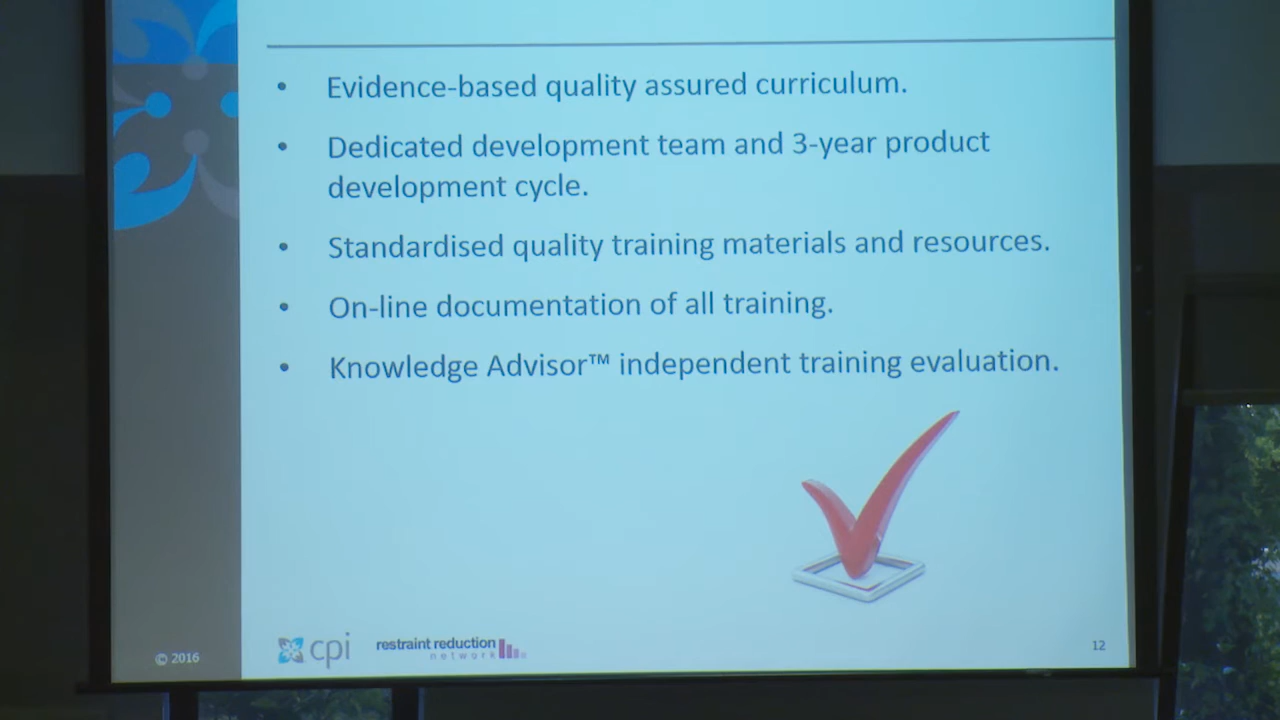 • Evidence-based quality assured curriculum.
• Dedicated development team and 3-year product
development cycle.
• Standardised quality training materials and resources.
• On-line documentation of all training.
• Knowledge Advisor™ independent training evaluation.
© 2016
cpi
restraint reduction
network
12